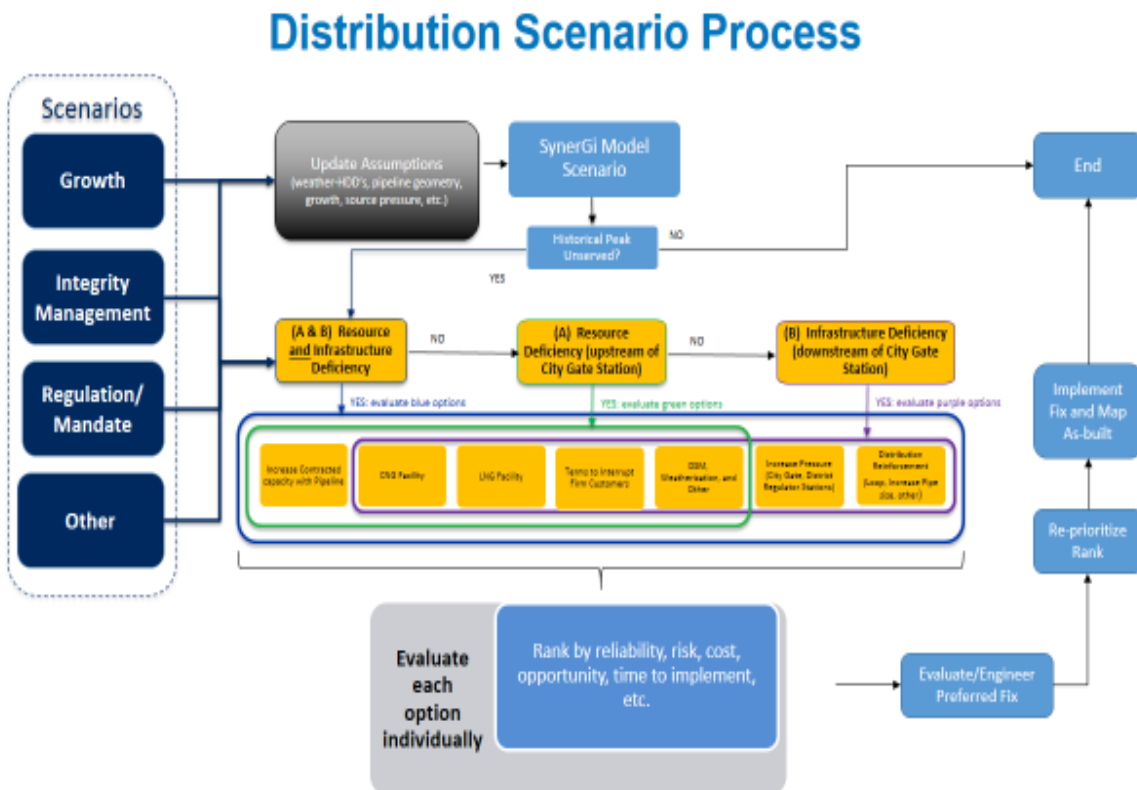 Distribution Scenario Process
Scenarios
Growth
Integrity
Management
Regulation/
Mandate
Other
Update Assumptions
(weather-HDD's, pipeline geometry,
growth, source pressure, etc.)
SynerGi Model
Scenario
Historical Peak
Unserved?
NO
YES
End
(A & B) Resource
and Infrastructure
Deficiency
NO
(A) Resource
Deficiency (upstream of
City Gate Station)
NO
(B) Infrastructure Deficiency
(downstream of City Gate
Station)
YES: evaluate blue options
YES: evaluate green options
YES: evaluate purple options
Increase Contracted
capacity with Pipeline
CNG Facility
LNG Facility
Terms to Interrupt
Firm Customers
DSM,
Weatherization, and
Other
Increase Pressure
(City Gate, District
Regulator Stations)
Distribution
Reinforcement
(Loop, Increase Pipe
size, other)
Evaluate
each
option
individually
Rank by reliability, risk, cost,
opportunity, time to implement,
etc.
Evaluate/Engineer
Preferred Fix
Re-prioritize
Rank
Implement
Fix and Map
As-built